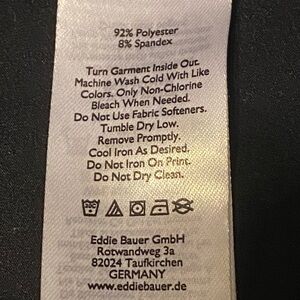 92% Polyester
8% Spandex
Turn Garment Inside Out.
Machine Wash Cold With Like
Colors. Only Non-Chlorine
Bleach When Needed.
Do Not Use Fabric Softeners.
Tumble Dry Low.
Remove Promptly.
Cool Iron As Desired.
Do Not Iron On Print.
Do Not Dry Clean.
Eddie Bauer GmbH
Rotwandweg 3a
82024 Taufkirchen
GERMANY
www.eddiebauer.de